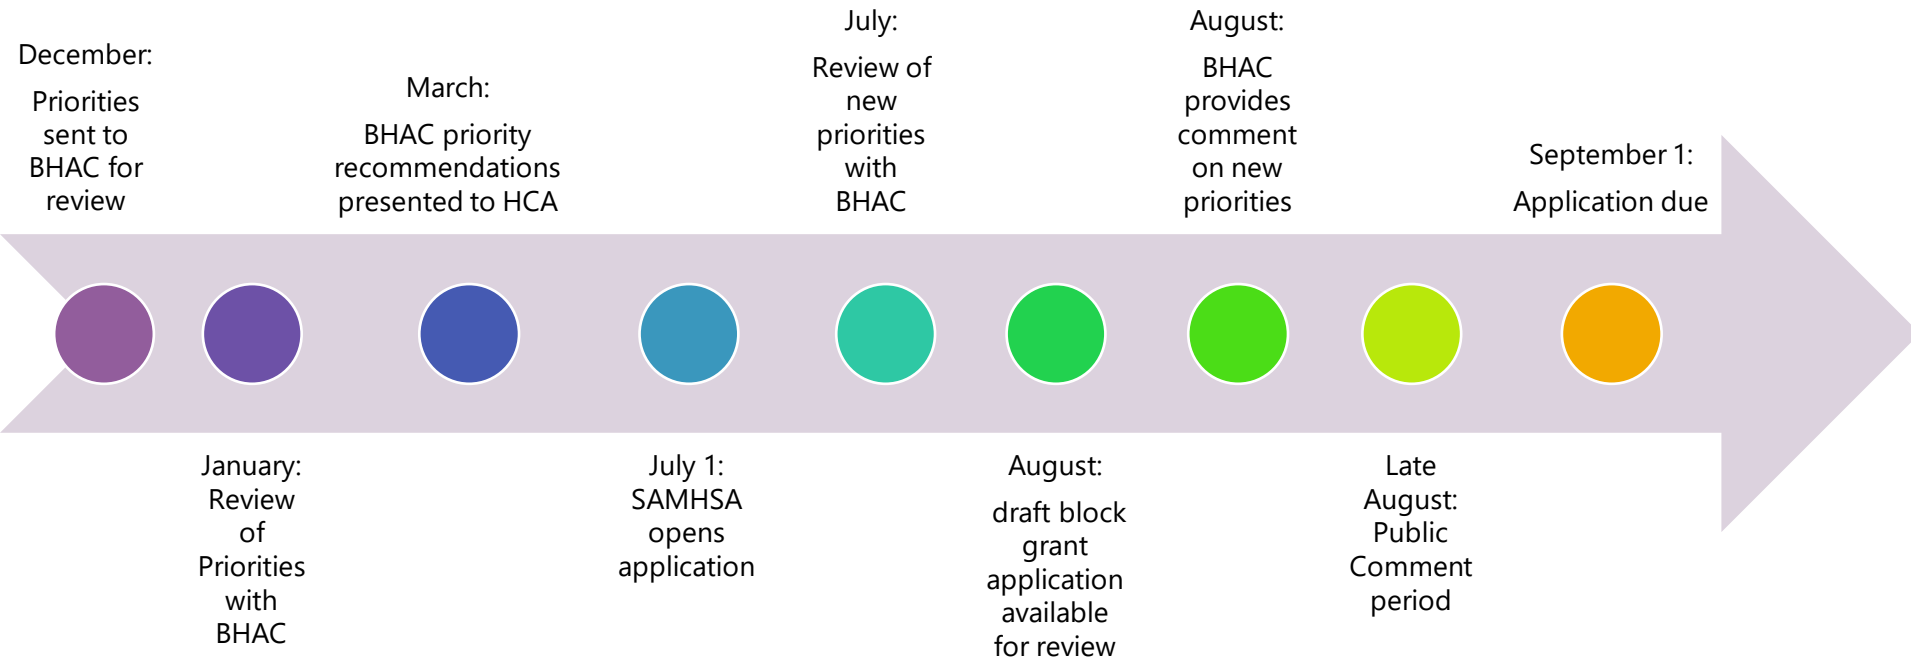 December:
Priorities
sent to
BHAC for
review
January:
Review
of
Priorities
with
BHAC
March:
BHAC priority
recommendations
presented to HCA
July 1:
SAMHSA
opens
application
July:
Review of
new
priorities
with
BHAC
August:
draft block
grant
application
available
for review
August:
BHAC
provides
comment
on new
priorities
Late
August:
Public
Comment
period
September 1:
Application due